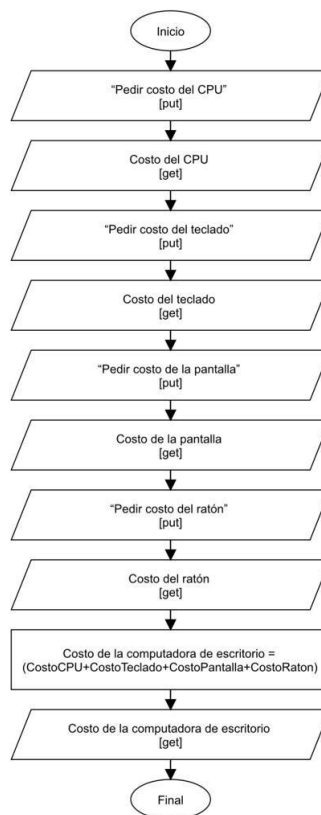 Inicio
“Pedir costo del CPU”
[put]
Costo del CPU
[get]
“Pedir costo del teclado”
[put]
Costo del teclado
[get]
“Pedir costo de la pantalla”
[put]
Costo de la pantalla
[get]
“Pedir costo del ratón”
[put]
Costo del ratón
[get]
Costo de la computadora de escritorio =
(CostoCPU+CostoTeclado+CostoPantalla+CostoRaton)
Costo de la computadora de escritorio
[get]
Final